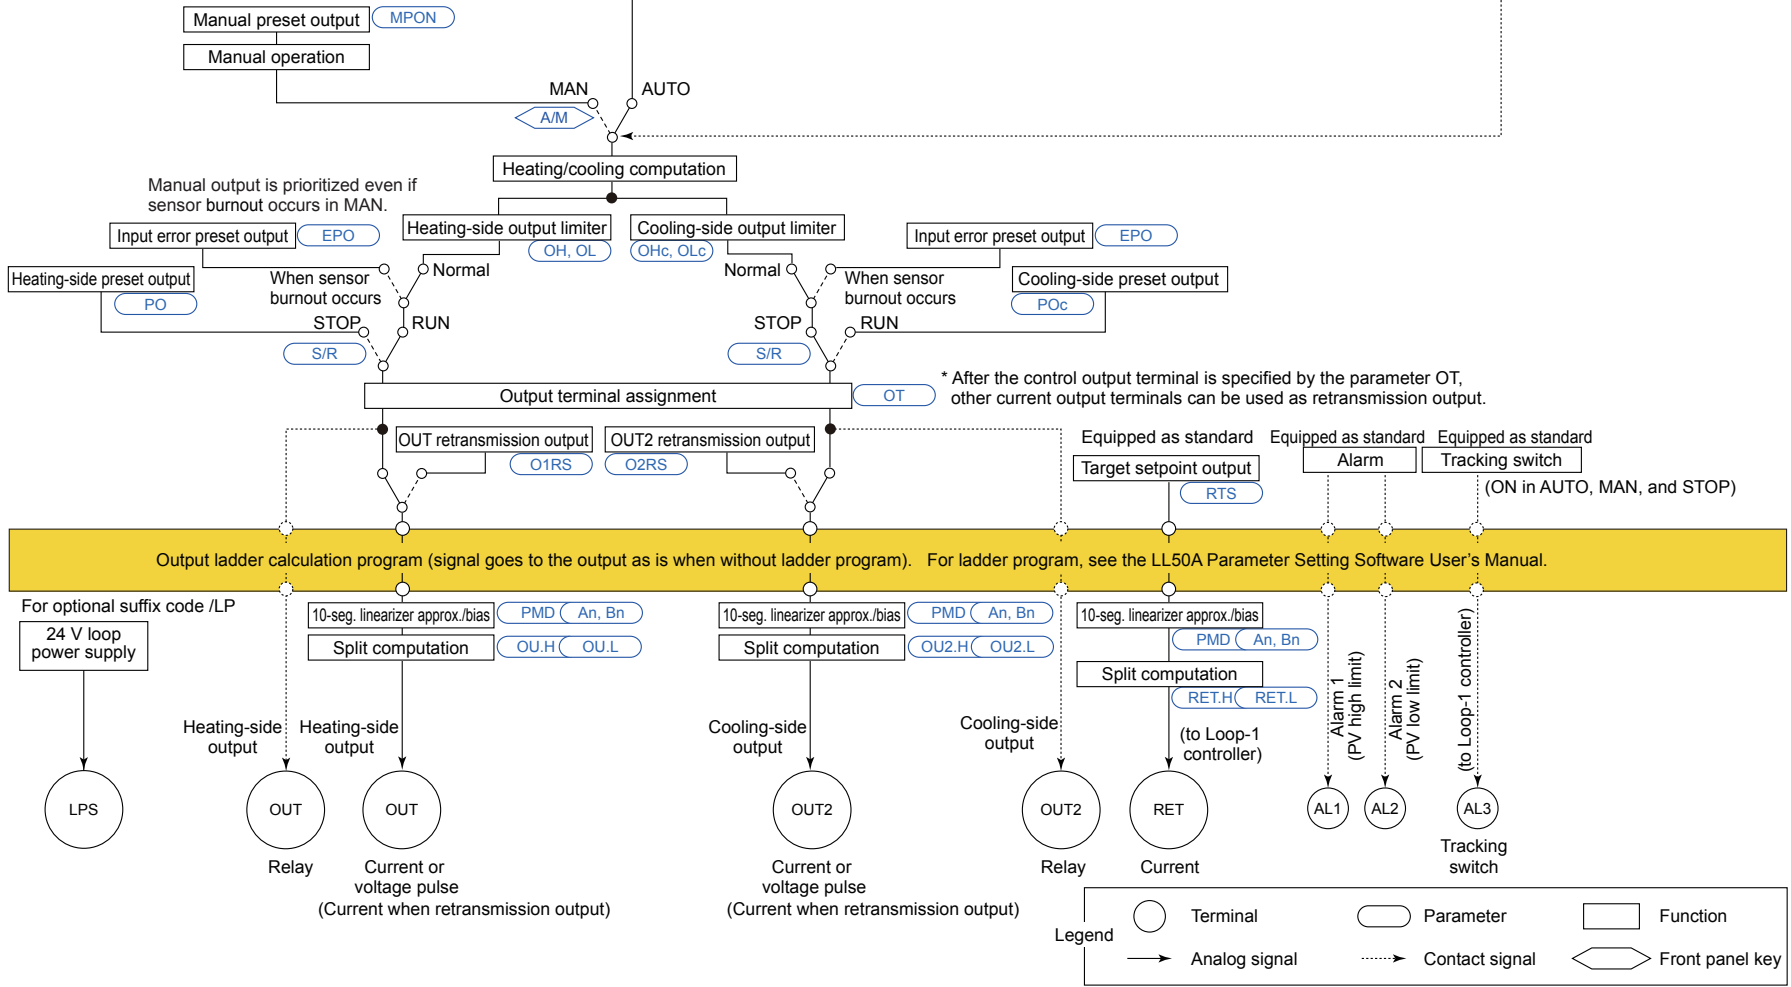 Manual preset output
MPON
Manual operation
MAN
AUTO
A/M
Heating/cooling computation
Manual output is prioritized even if
sensor burnout occurs in MAN.
Input error preset output
EPO
Heating-side output limiter
OH, OL
Cooling-side output limiter
OHc, OLc
Input error preset output
EPO
Heating-side preset output
PO
When sensor
burnout occurs
Normal
Normal
When sensor
burnout occurs
Cooling-side preset output
POc
STOP
RUN
STOP
RUN
S/R
S/R
Output terminal assignment
OT
* After the control output terminal is specified by the parameter OT,
other current output terminals can be used as retransmission output.
OUT retransmission output
O1RS
OUT2 retransmission output
O2RS
Equipped as standard
Target setpoint output
RTS
Equipped as standard
Alarm
Equipped as standard
Tracking switch
(ON in AUTO, MAN, and STOP)
Output ladder calculation program (signal goes to the output as is when without ladder program). For ladder program, see the LL50A Parameter Setting Software User's Manual.
For optional suffix code /LP
24 V loop
power supply
10-seg. linearizer approx./bias
PMD
An, Bn
Split computation
OU.H
OU.L
10-seg. linearizer approx./bias
PMD
An, Bn
Split computation
OU2.H
OU2.L
10-seg. linearizer approx./bias
PMD
An, Bn
Split computation
RET.H
RET.L
Alarm 1
(PV high limit)
Alarm 2
(PV low limit)
(to Loop-1 controller)
Heating-side
output
Heating-side
output
Cooling-side
output
Cooling-side
output
(to Loop-1
controller)
LPS
OUT
OUT
OUT2
OUT2
RET
AL1
AL2
AL3
Relay
Current or
voltage pulse
(Current when retransmission output)
Current or
voltage pulse
(Current when retransmission output)
Relay
Current
Tracking
switch
Legend
Terminal
Parameter
Function
Analog signal
Contact signal
Front panel key